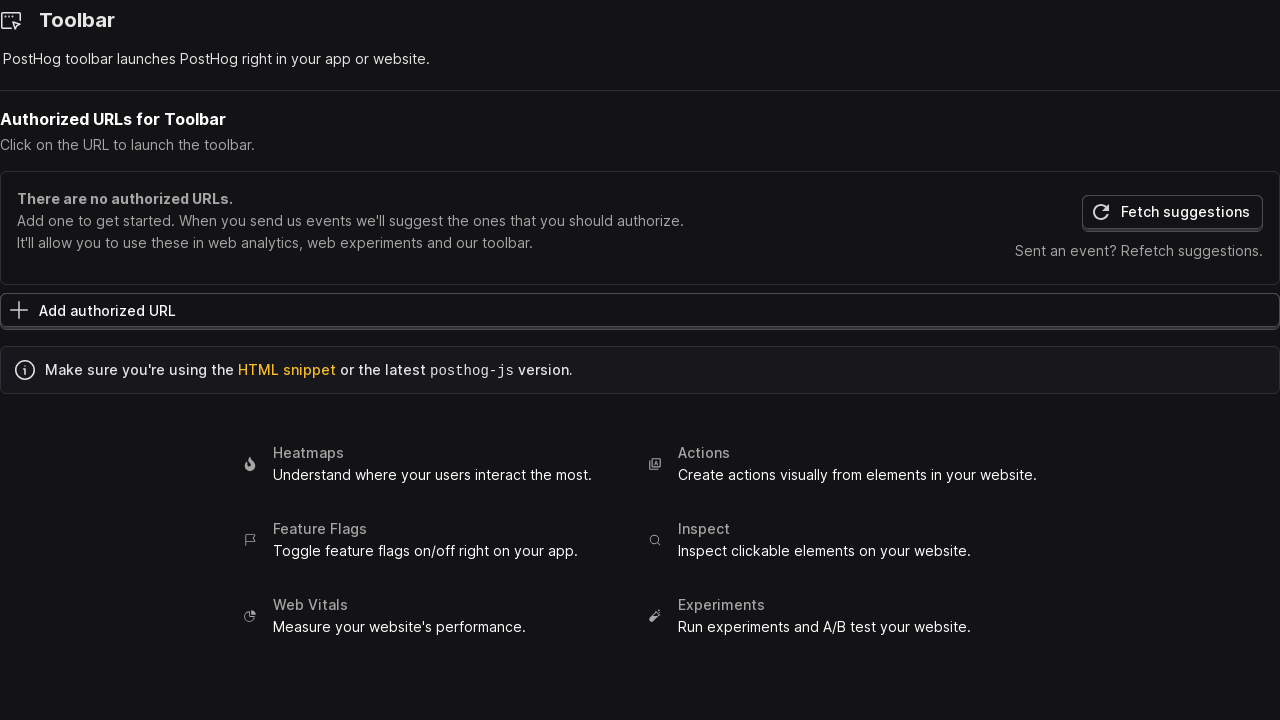 Toolbar
PostHog toolbar launches PostHog right in your app or website.
Authorized URLs for Toolbar
Click on the URL to launch the toolbar.
There are no authorized URLs.
Add one to get started. When you send us events we'll suggest the ones that you should authorize.
It'll allow you to use these in web analytics, web experiments and our toolbar.
Fetch suggestions
Sent an event? Refetch suggestions.
Add authorized URL
Make sure you're using the HTML snippet or the latest posthog-js version.
Heatmaps
Understand where your users interact the most.
Actions
Create actions visually from elements in your website.
Feature Flags
Toggle feature flags on/off right on your app.
Inspect
Inspect clickable elements on your website.
Web Vitals
Measure your website's performance.
Experiments
Run experiments and A/B test your website.